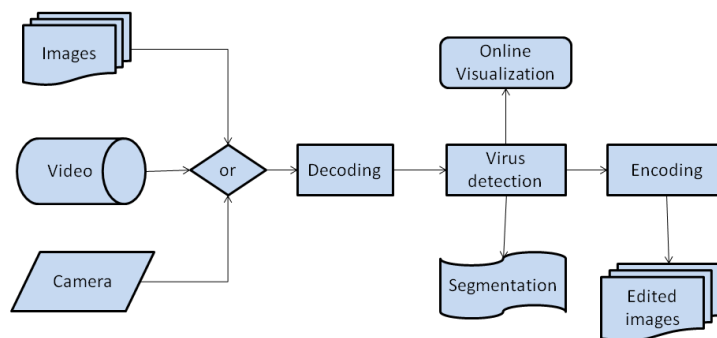 Images
Video
Camera
or
Decoding
Online
Visualization
Virus
detection
Segmentation
Encoding
Edited
images